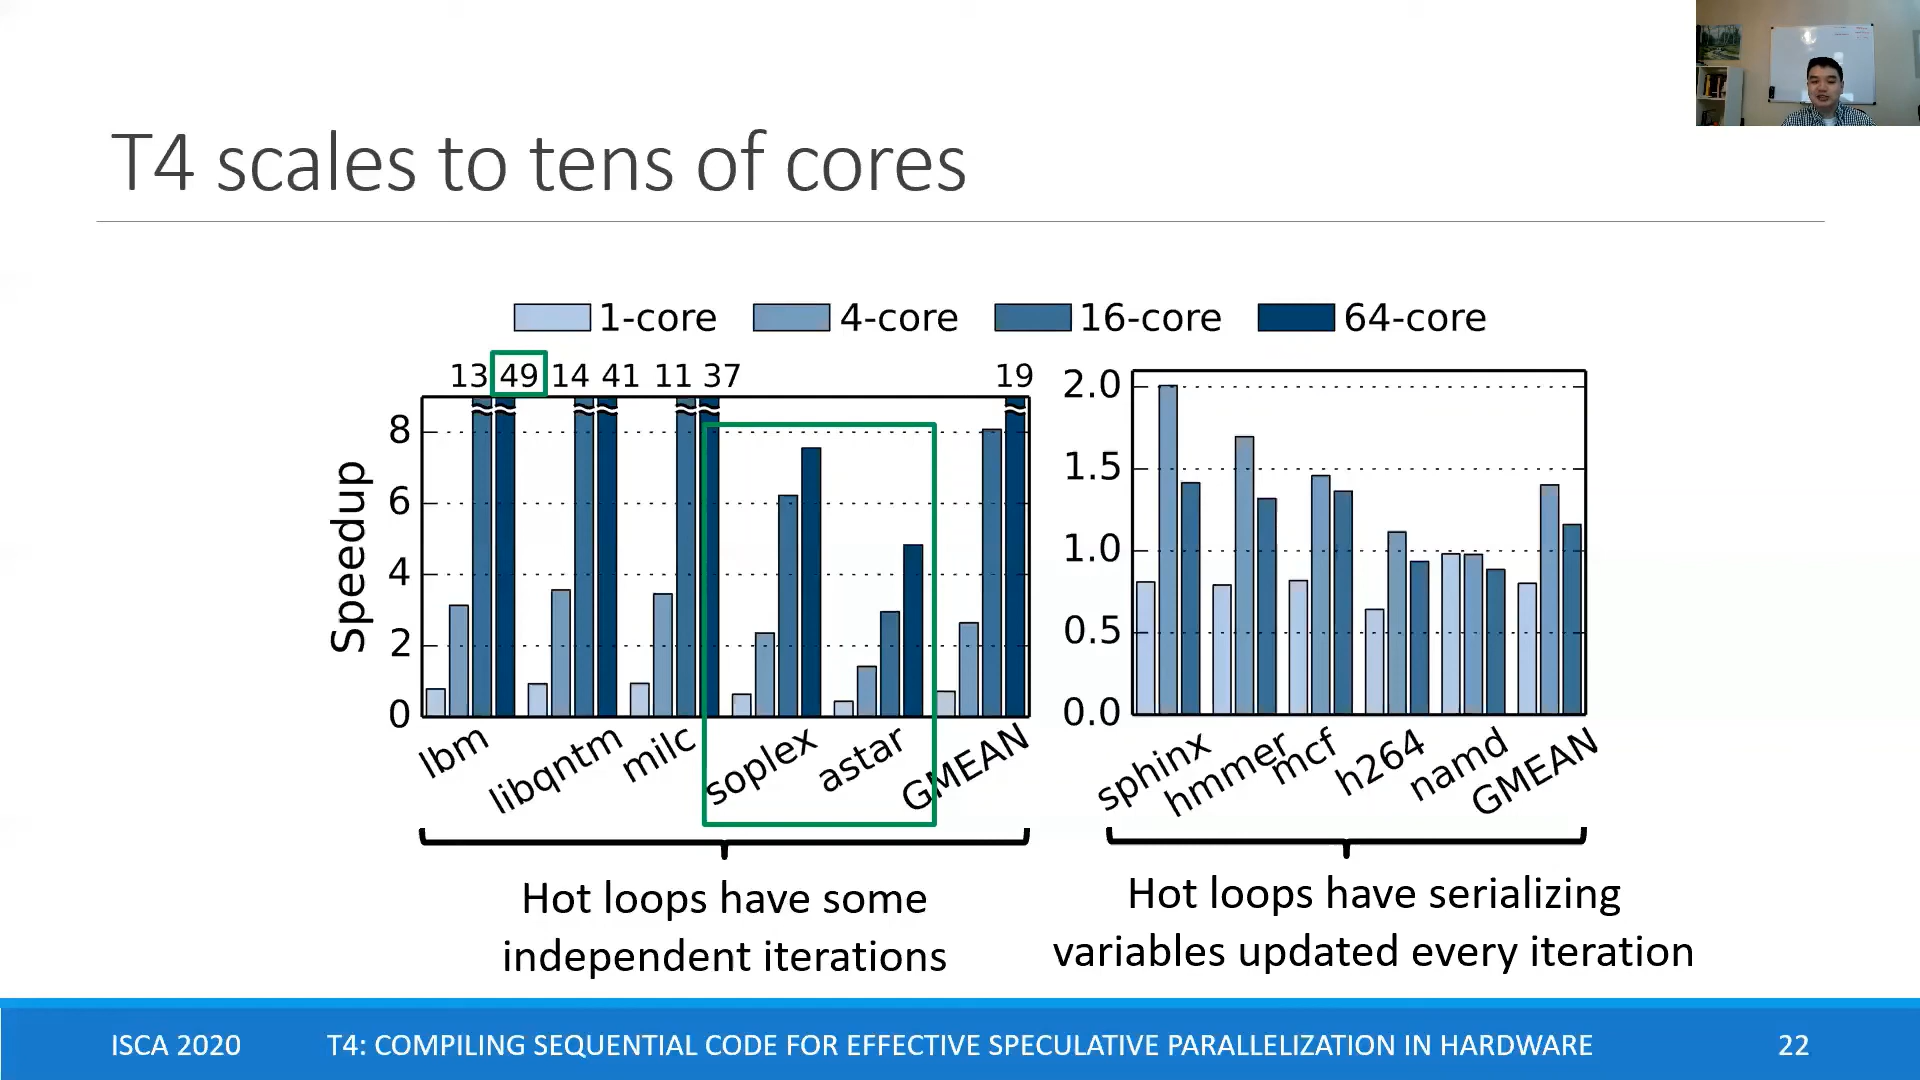 T4 scales to tens of cores
1-core 4-core 16-core 64-core
13 49 14 41 11 37 19
Speedup
8
6
4
2
0
lbm libqntm milc soplex astar GMEAN
2.0
1.5
1.0
0.5
0.0
sphinx hmmer mcf h264 namd GMEAN
Hot loops have some
independent iterations
Hot loops have serializing
variables updated every iteration
ISCA 2020 T4: COMPILING SEQUENTIAL CODE FOR EFFECTIVE SPECULATIVE PARALLELIZATION IN HARDWARE 22